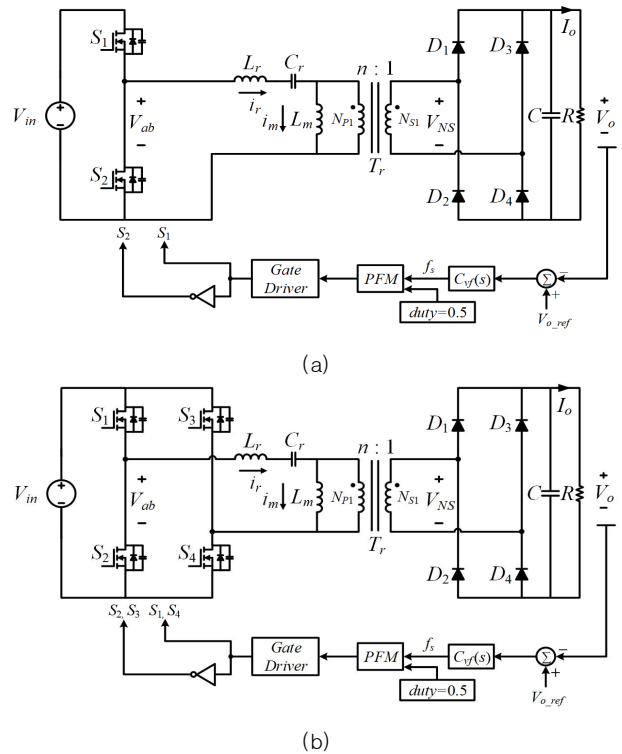 S1
Lr
Cr
n : 1
D1
D3
Io
Vin
+
Vab
−
ir
im
Lm
NP1
NS1
+
VNS
−
C
R
+
Vo
−
S2
Tr
D2
D4
S2
S1
Gate
Driver
PFM
fs
Cvf(s)
Σ
−
+
duty=0.5
Vo_ref
(a)
S1
S3
Lr
Cr
n : 1
D1
D3
Io
Vin
+
Vab
−
ir
im
Lm
NP1
NS1
+
VNS
−
C
R
+
Vo
−
S2
S4
Tr
D2
D4
S2, S3
S1, S4
Gate
Driver
PFM
fs
Cvf(s)
Σ
−
+
duty=0.5
Vo_ref
(b)